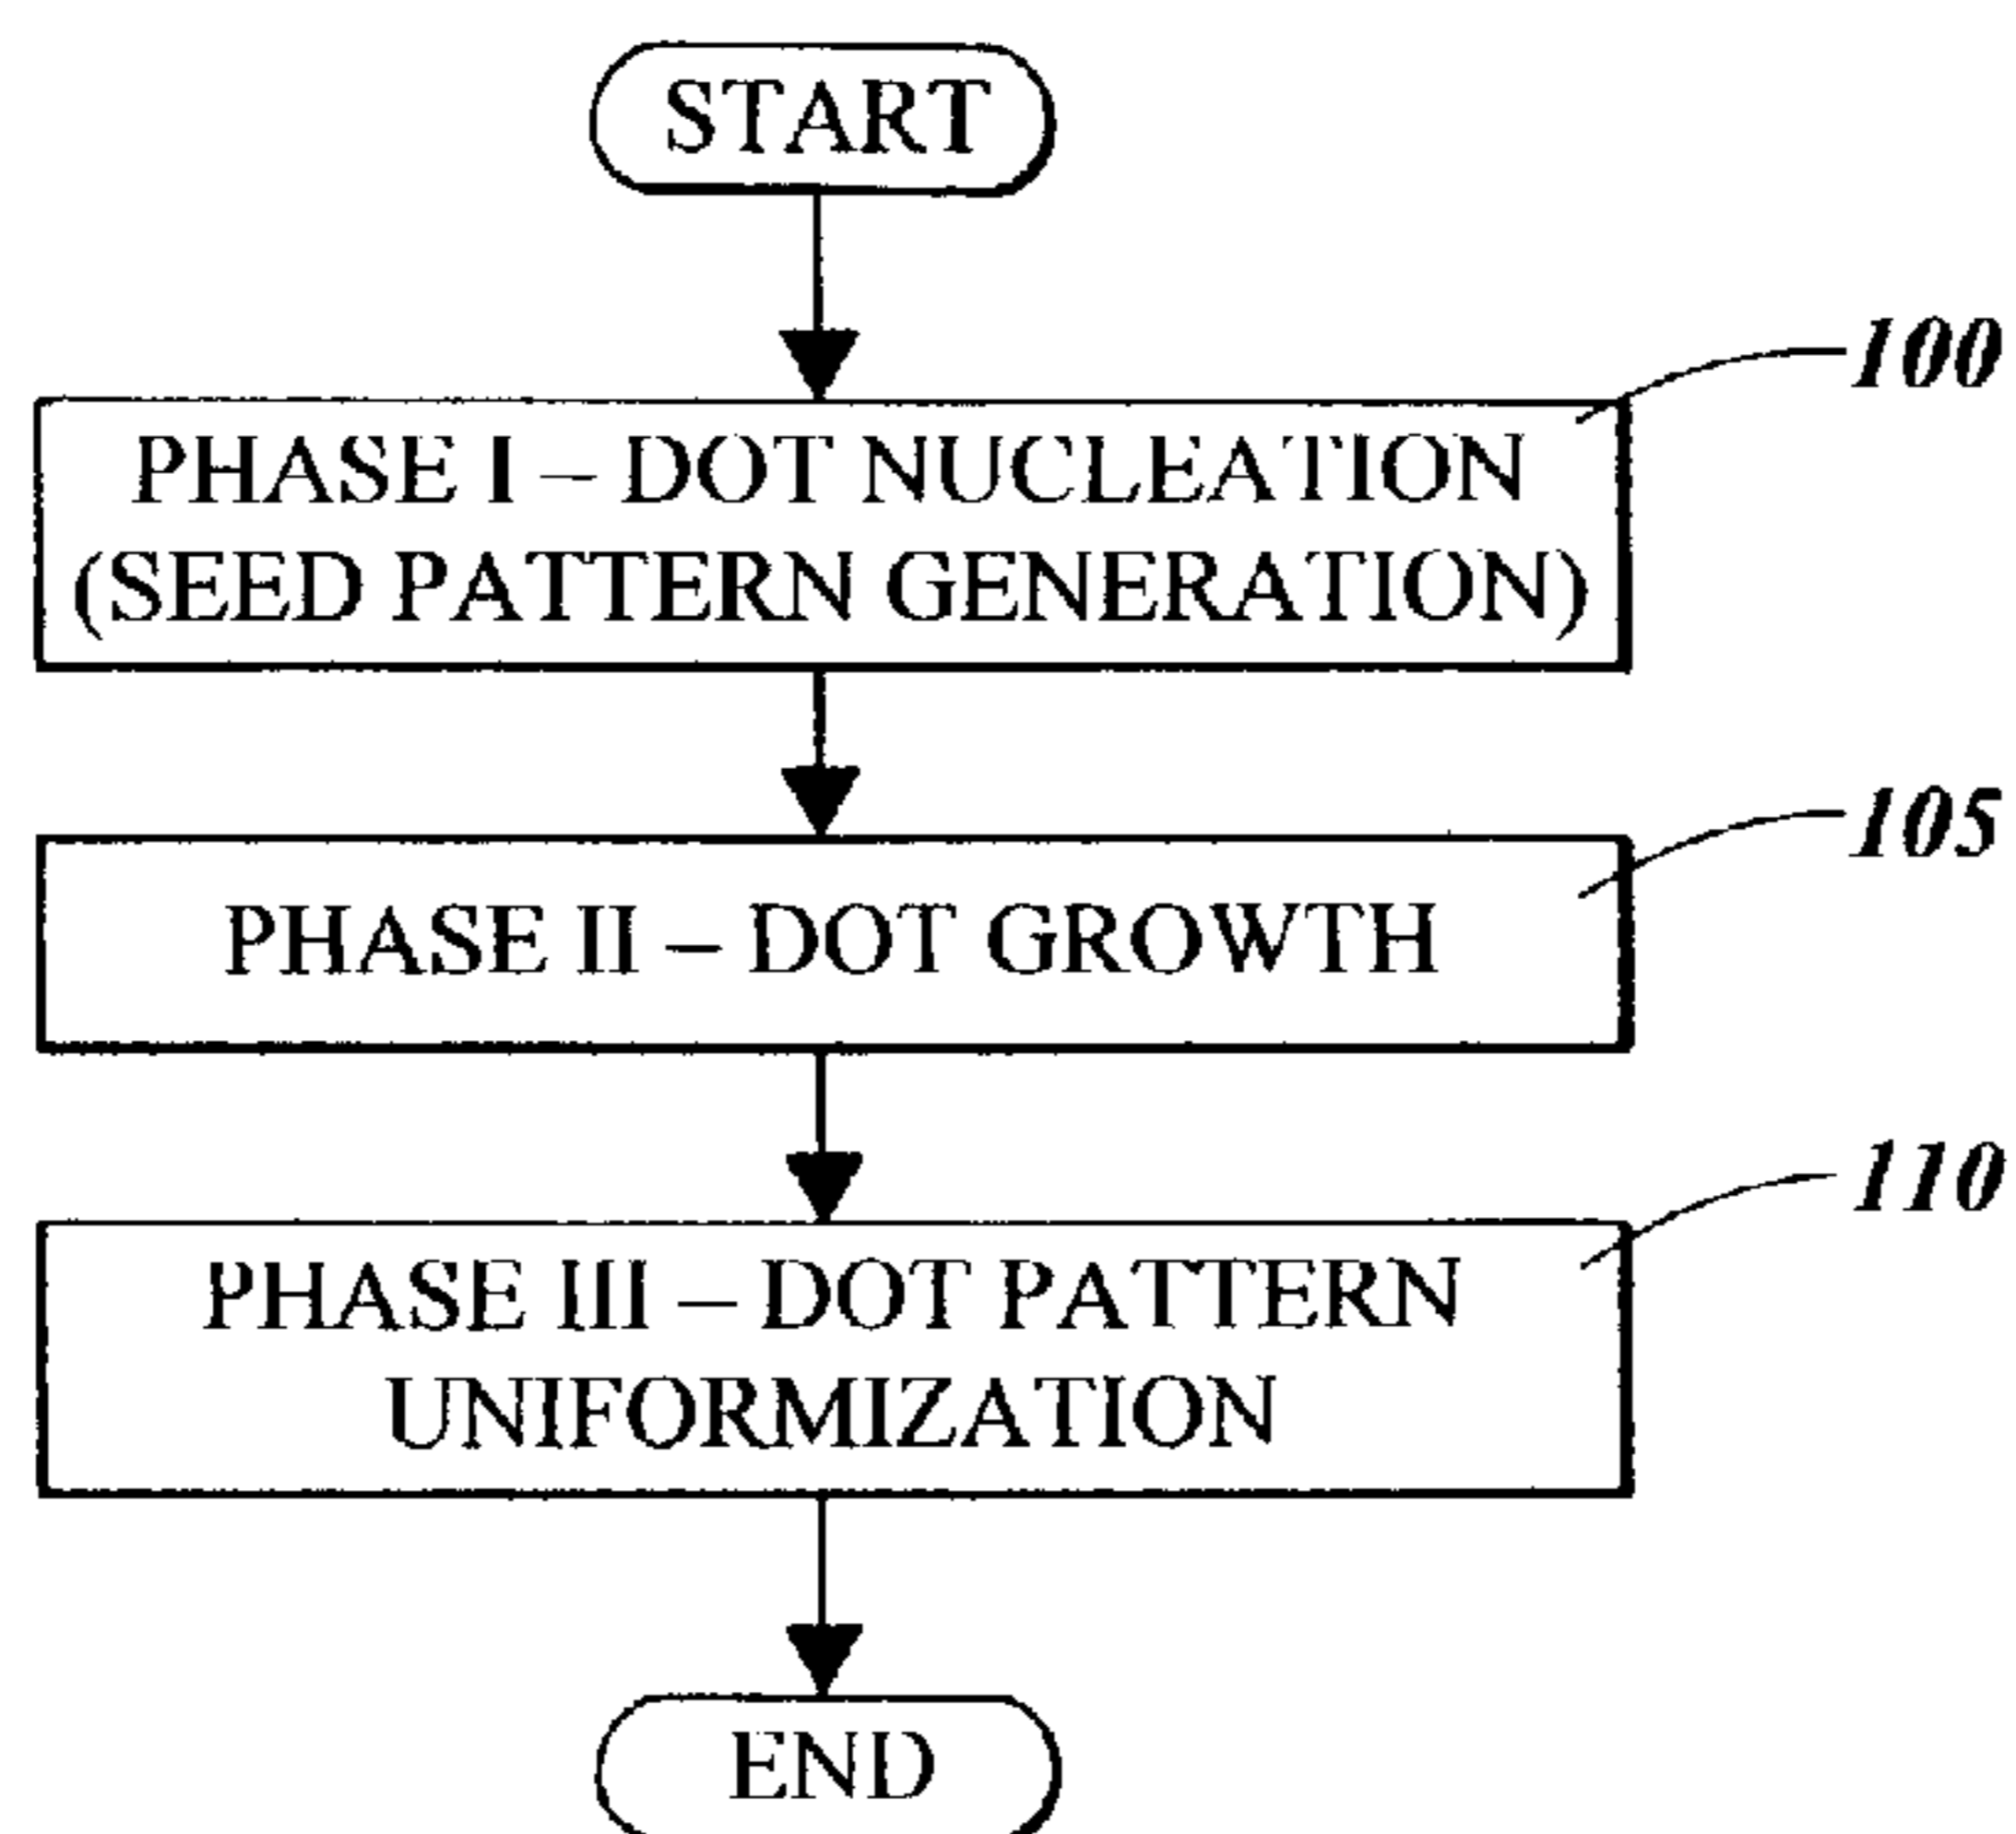 START
100
PHASE I – DOT NUCLEATION
(SEED PATTERN GENERATION)
105
PHASE II – DOT GROWTH
110
PHASE III – DOT PATTERN
UNIFORMIZATION
END